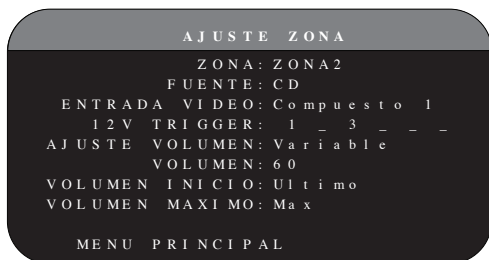 AJUSTE ZONA
ZONA: ZONA2
FUENTE: CD
ENTRADA VIDEO: Compuesto 1
12V TRIGGER: 1 _ 3 _ _ _
AJUSTE VOLUMEN: Variable
VOLUMEN: 60
VOLUMEN INICIO: Ultimo
VOLUMEN MAXIMO: Max
MENU PRINCIPAL